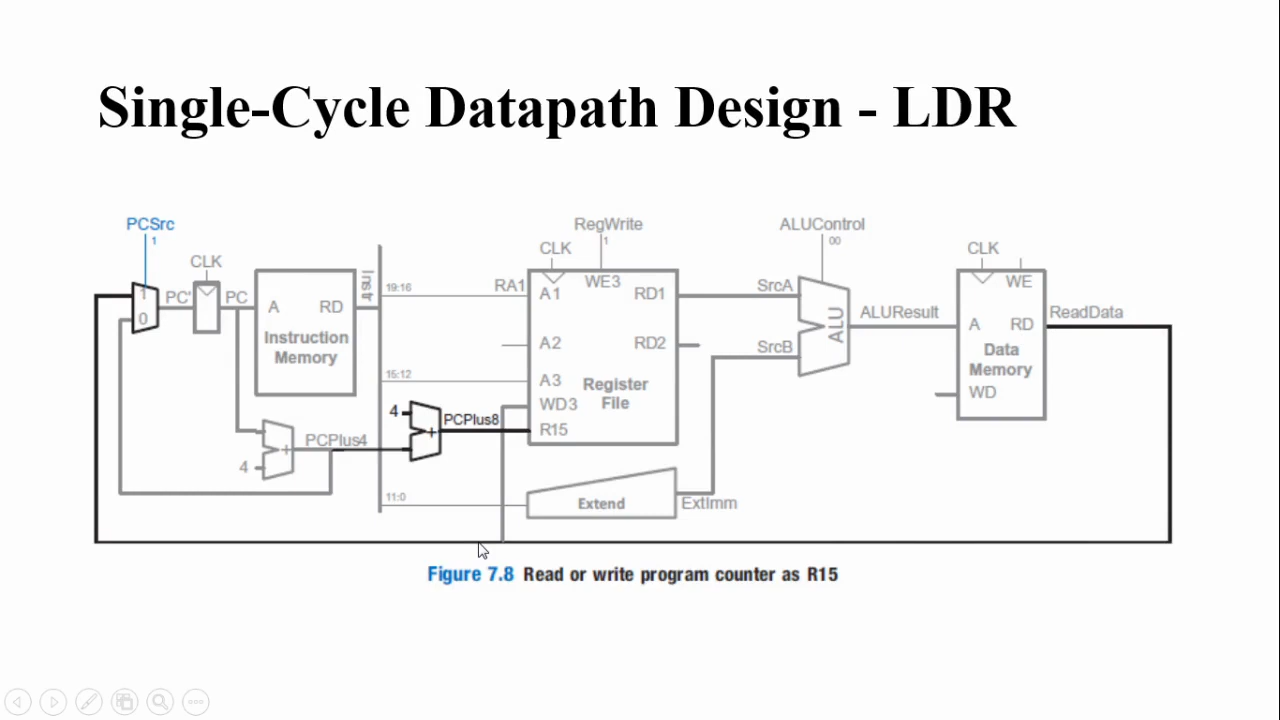 Single-Cycle Datapath Design - LDR
PCSrc
1
CLK
1
0
PC'
PC
A
RD
Instruction
Memory
Instr
4
+
PCPlus4
19:16
15:12
11:0
4
+
PCPlus8
RegWrite
1
CLK
RA1
A1
WE3
RD1
A2
RD2
A3
WD3
R15
Register
File
Extend
ExtImm
ALUControl
00
SrcA
SrcB
ALU
ALUResult
CLK
WE
A
RD
Data
Memory
WD
ReadData
Figure 7.8 Read or write program counter as R15